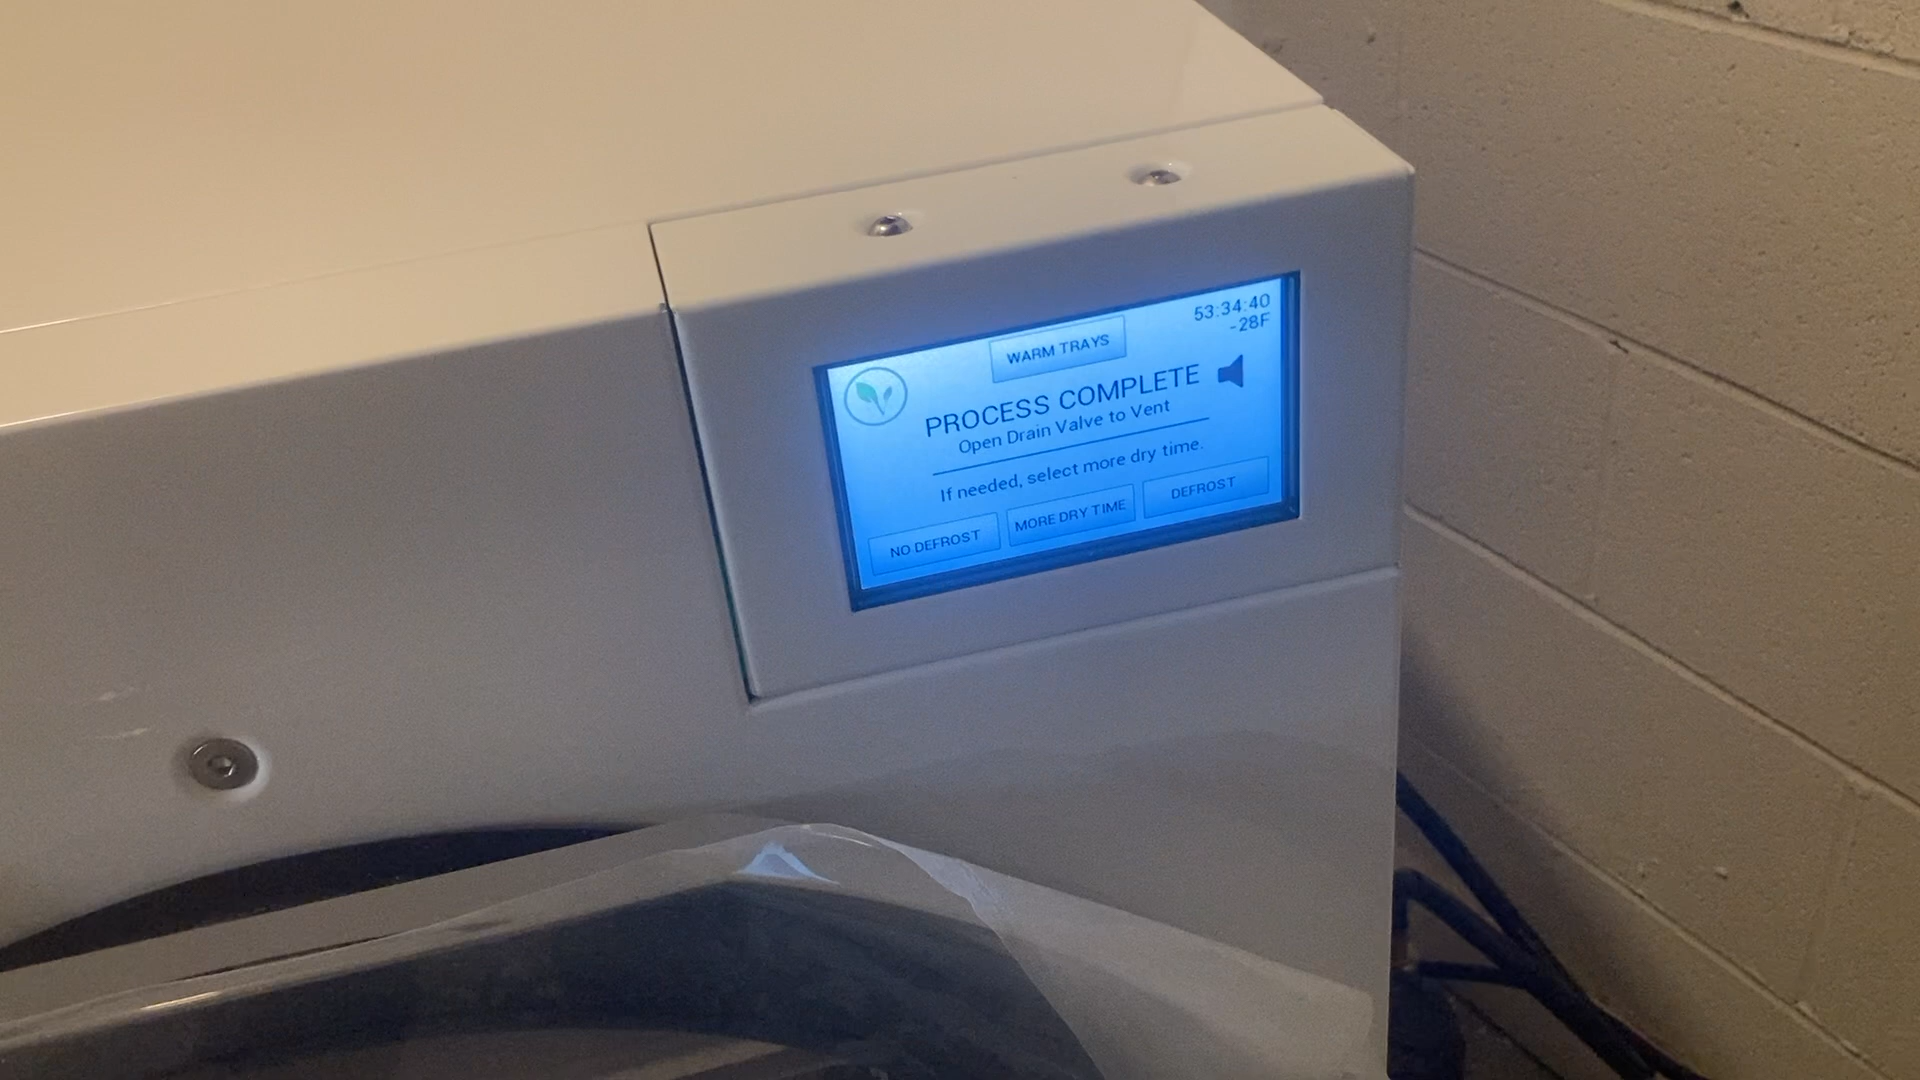 53:34:40
-28F
WARM TRAYS
PROCESS COMPLETE
Open Drain Valve to Vent
If needed, select more dry time.
NO DEFROST
MORE DRY TIME
DEFROST